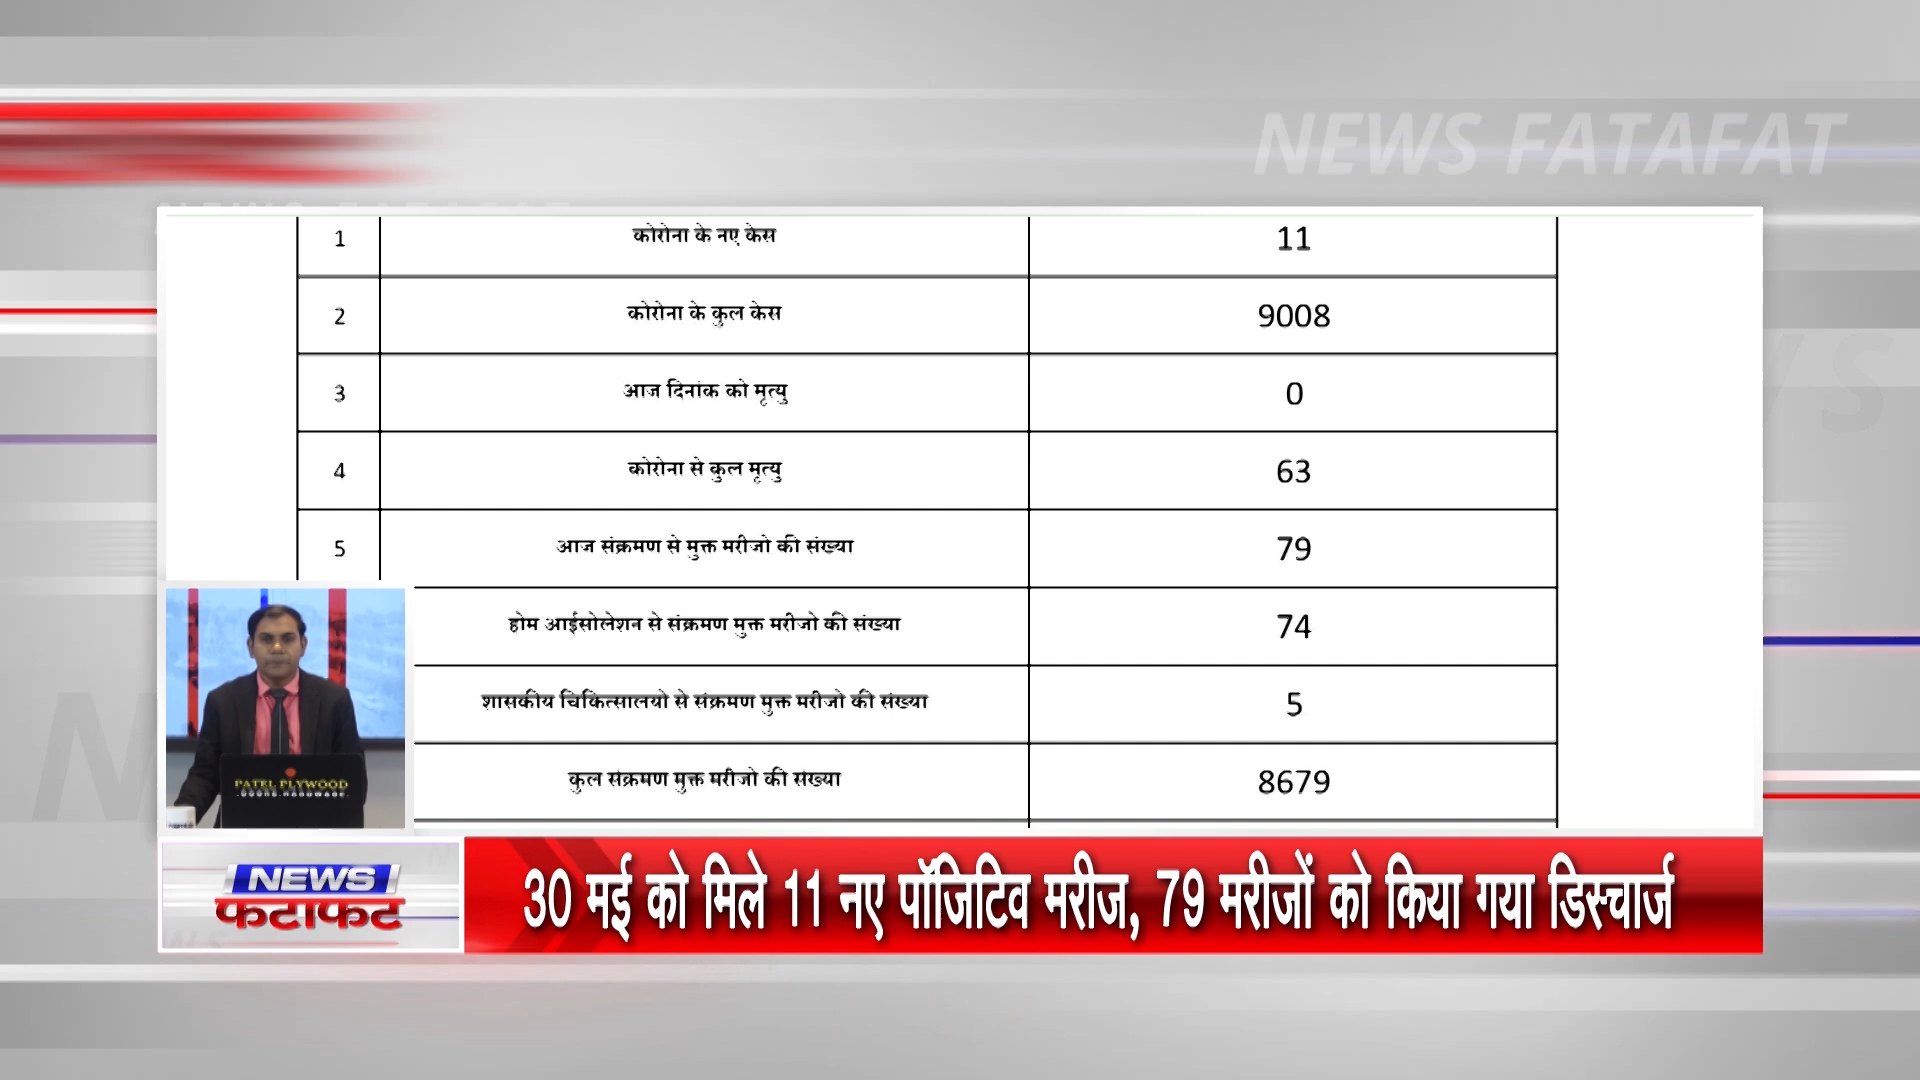 NEWS FATAFAT
1 कोरोना के नए केस 11
2 कोरोना के कुल केस 9008
3 आज दिनांक को मृत्यु 0
4 कोरोना से कुल मृत्यु 63
5 आज संक्रमण से मुक्त मरीजो की संख्या 79
होम आईसोलेशन से संक्रमण मुक्त मरीजो की संख्या 74
शासकीय चिकित्सालयो से संक्रमण मुक्त मरीजो की संख्या 5
कुल संक्रमण मुक्त मरीजो की संख्या 8679
PATEL PLYWOOD
NEWS
फटाफट
30 मई को मिले 11 नए पॉजिटिव मरीज, 79 मरीजों को किया गया डिस्चार्ज